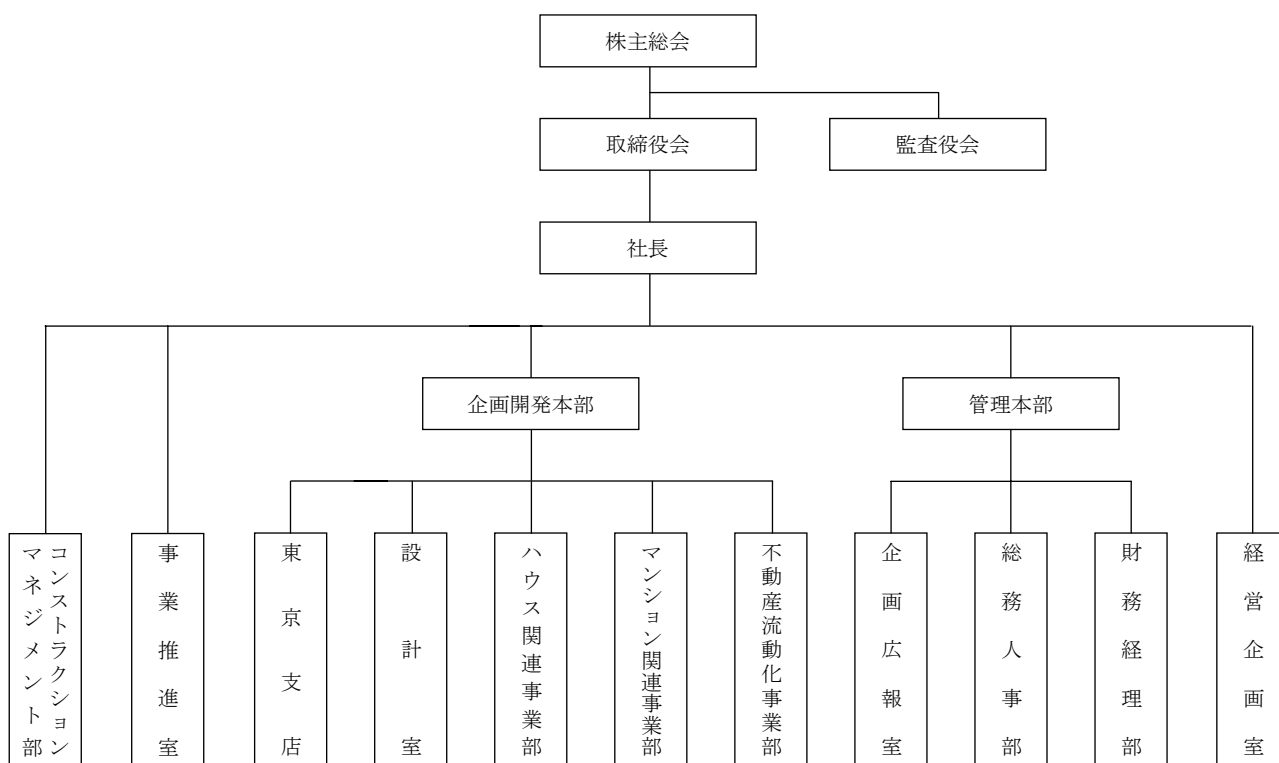 株主総会
取締役会
監査役会
社長
企画開発本部
管理本部
コンストラクション
マネジメント部
事業推進室
東京支店
設計室
ハウス関連事業部
マンション関連事業部
不動産流動化事業部
企画広報室
総務人事部
財務経理部
経営企画室